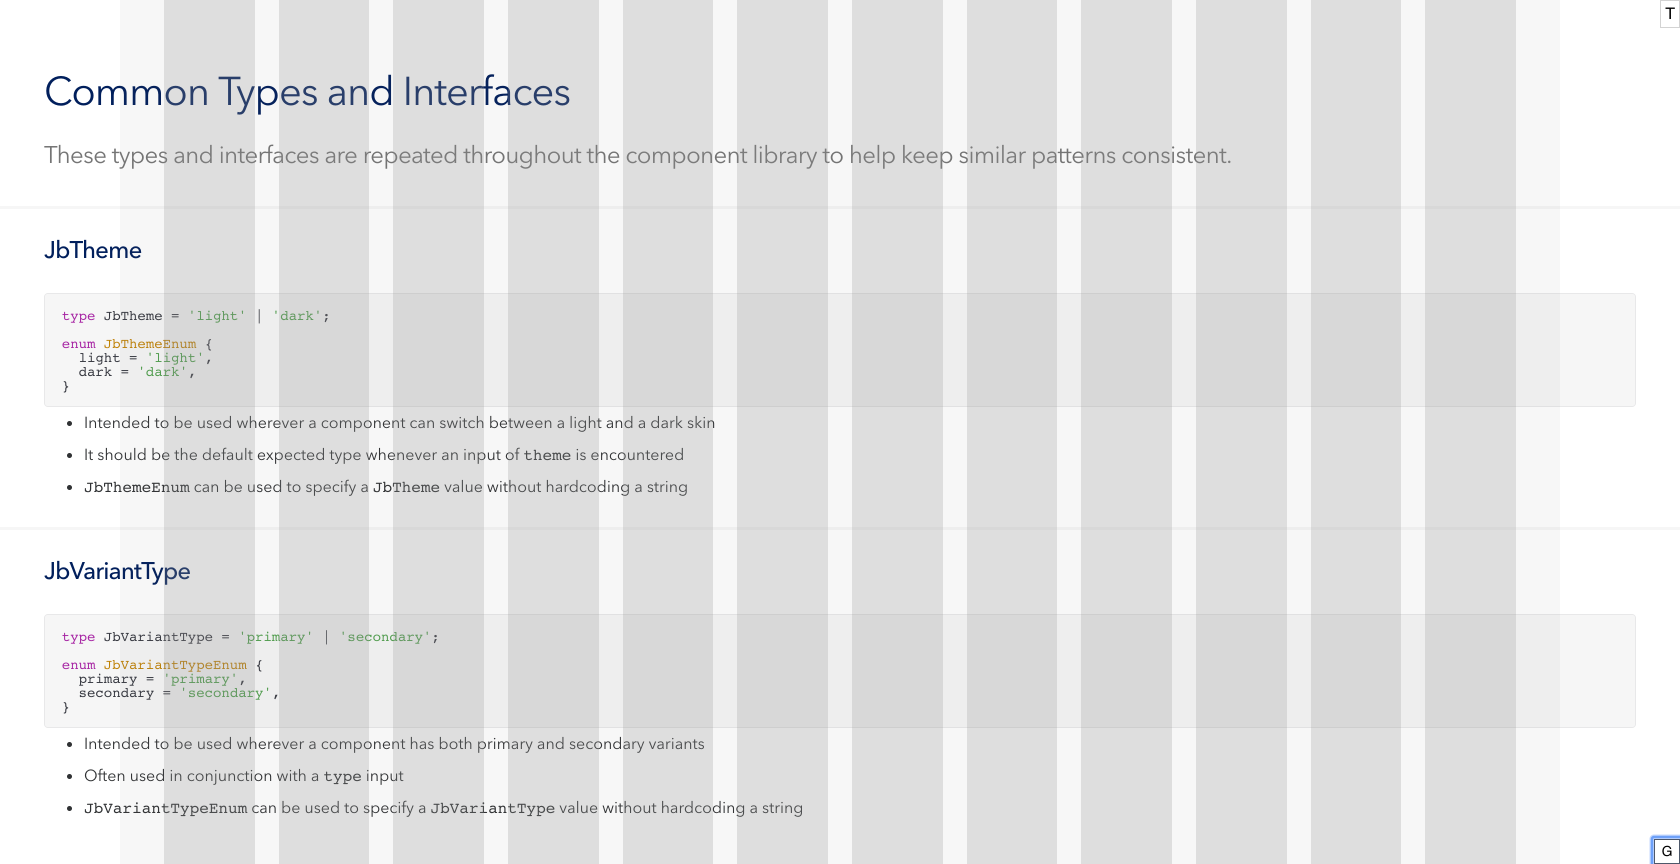 T
Common Types and Interfaces
These types and interfaces are repeated throughout the component library to help keep similar patterns consistent.
JbTheme
type JbTheme = 'light' | 'dark';
enum JbThemeEnum {
  light = 'light',
  dark = 'dark',
}
• Intended to be used wherever a component can switch between a light and a dark skin
• It should be the default expected type whenever an input of theme is encountered
• JbThemeEnum can be used to specify a JbTheme value without hardcoding a string
JbVariantType
type JbVariantType = 'primary' | 'secondary';
enum JbVariantTypeEnum {
  primary = 'primary',
  secondary = 'secondary',
}
• Intended to be used wherever a component has both primary and secondary variants
• Often used in conjunction with a type input
• JbVariantTypeEnum can be used to specify a JbVariantType value without hardcoding a string
G